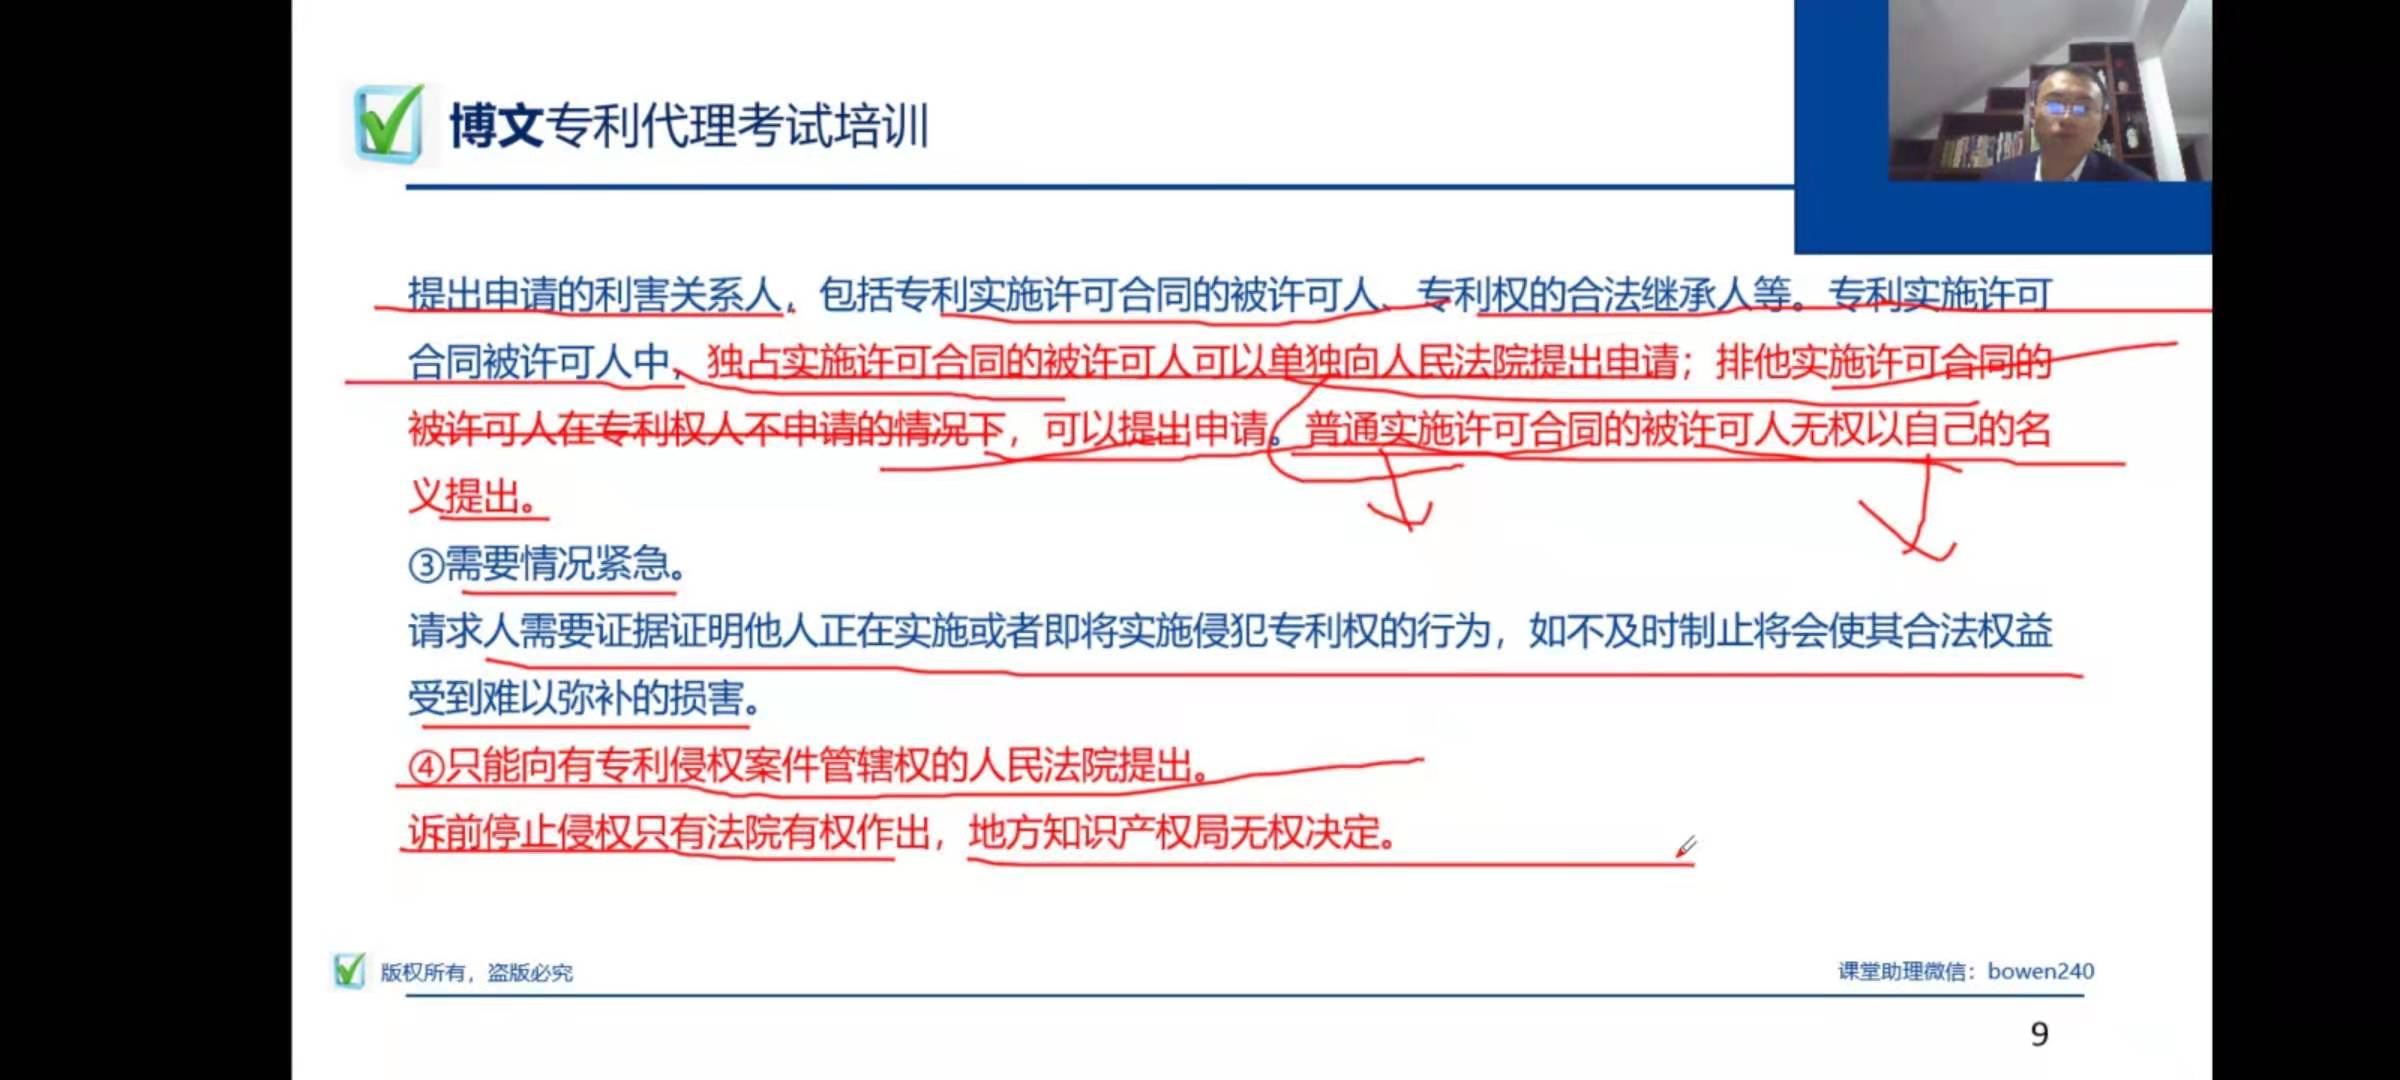 博文专利代理考试培训
提出申请的利害关系人，包括专利实施许可合同的被许可人、专利权的合法继承人等。专利实施许可
合同被许可人中，独占实施许可合同的被许可人可以单独向人民法院提出申请；排他实施许可合同的
被许可人在专利权人不申请的情况下，可以提出申请。普通实施许可合同的被许可人无权以自己的名
义提出。
③需要情况紧急。
请求人需要证据证明他人正在实施或者即将实施侵犯专利权的行为，如不及时制止将会使其合法权益
受到难以弥补的损害。
④只能向有专利侵权案件管辖权的人民法院提出。
诉前停止侵权只有法院有权作出，地方知识产权局无权决定。
版权所有，盗版必究
课堂助理微信：bowen240
9